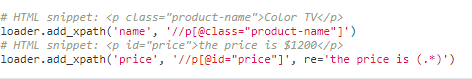 # HTML snippet: <p class="product-name">Color TV</p>
loader.add_xpath('name', '//p[@class="product-name"]')
# HTML snippet: <p id="price">the price is $1200</p>
loader.add_xpath('price', '//p[@id="price"]', re='the price is (.*)')